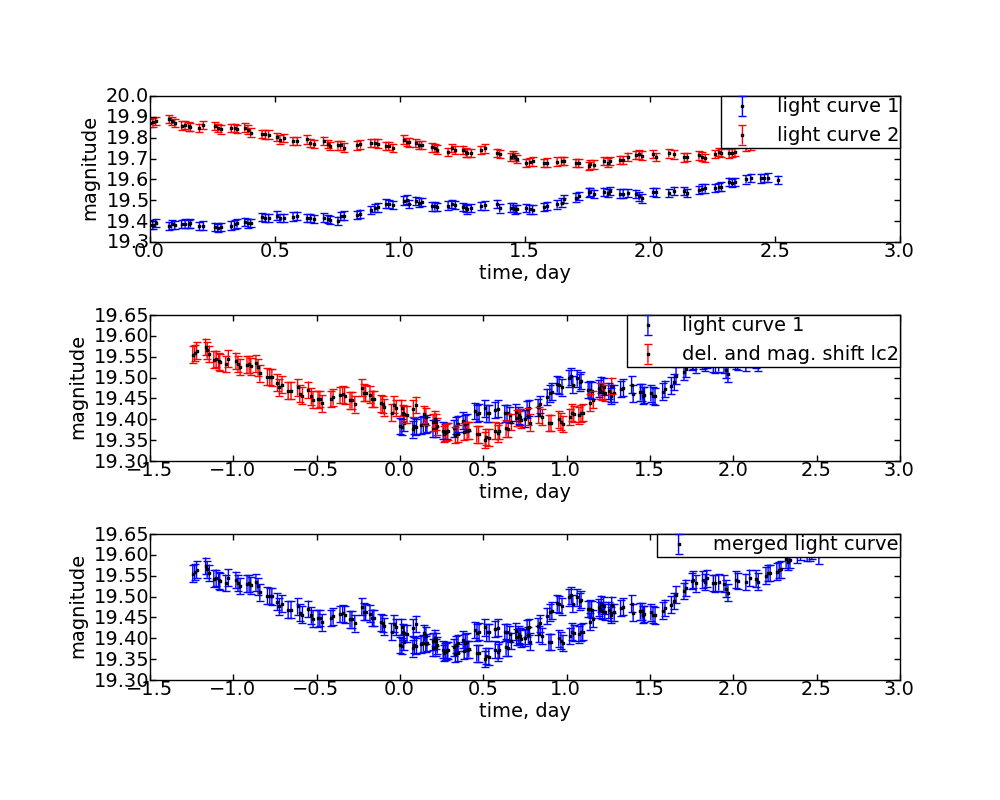 20.0
19.9
19.8
19.7
19.6
19.5
19.4
19.3
magnitude
light curve 1
light curve 2
0.0 0.5 1.0 1.5 2.0 2.5 3.0
time, day
19.65
19.60
19.55
19.50
19.45
19.40
19.35
19.30
magnitude
light curve 1
del. and mag. shift lc2
−1.5 −1.0 −0.5 0.0 0.5 1.0 1.5 2.0 2.5 3.0
time, day
19.65
19.60
19.55
19.50
19.45
19.40
19.35
19.30
magnitude
merged light curve
−1.5 −1.0 −0.5 0.0 0.5 1.0 1.5 2.0 2.5 3.0
time, day